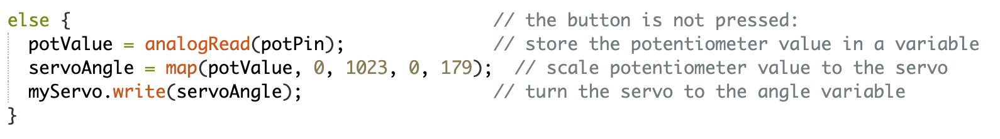 else {                                        // the button is not pressed:
  potValue = analogRead(potPin);              // store the potentiometer value in a variable
  servoAngle = map(potValue, 0, 1023, 0, 179);  // scale potentiometer value to the servo
  myServo.write(servoAngle);                  // turn the servo to the angle variable
}